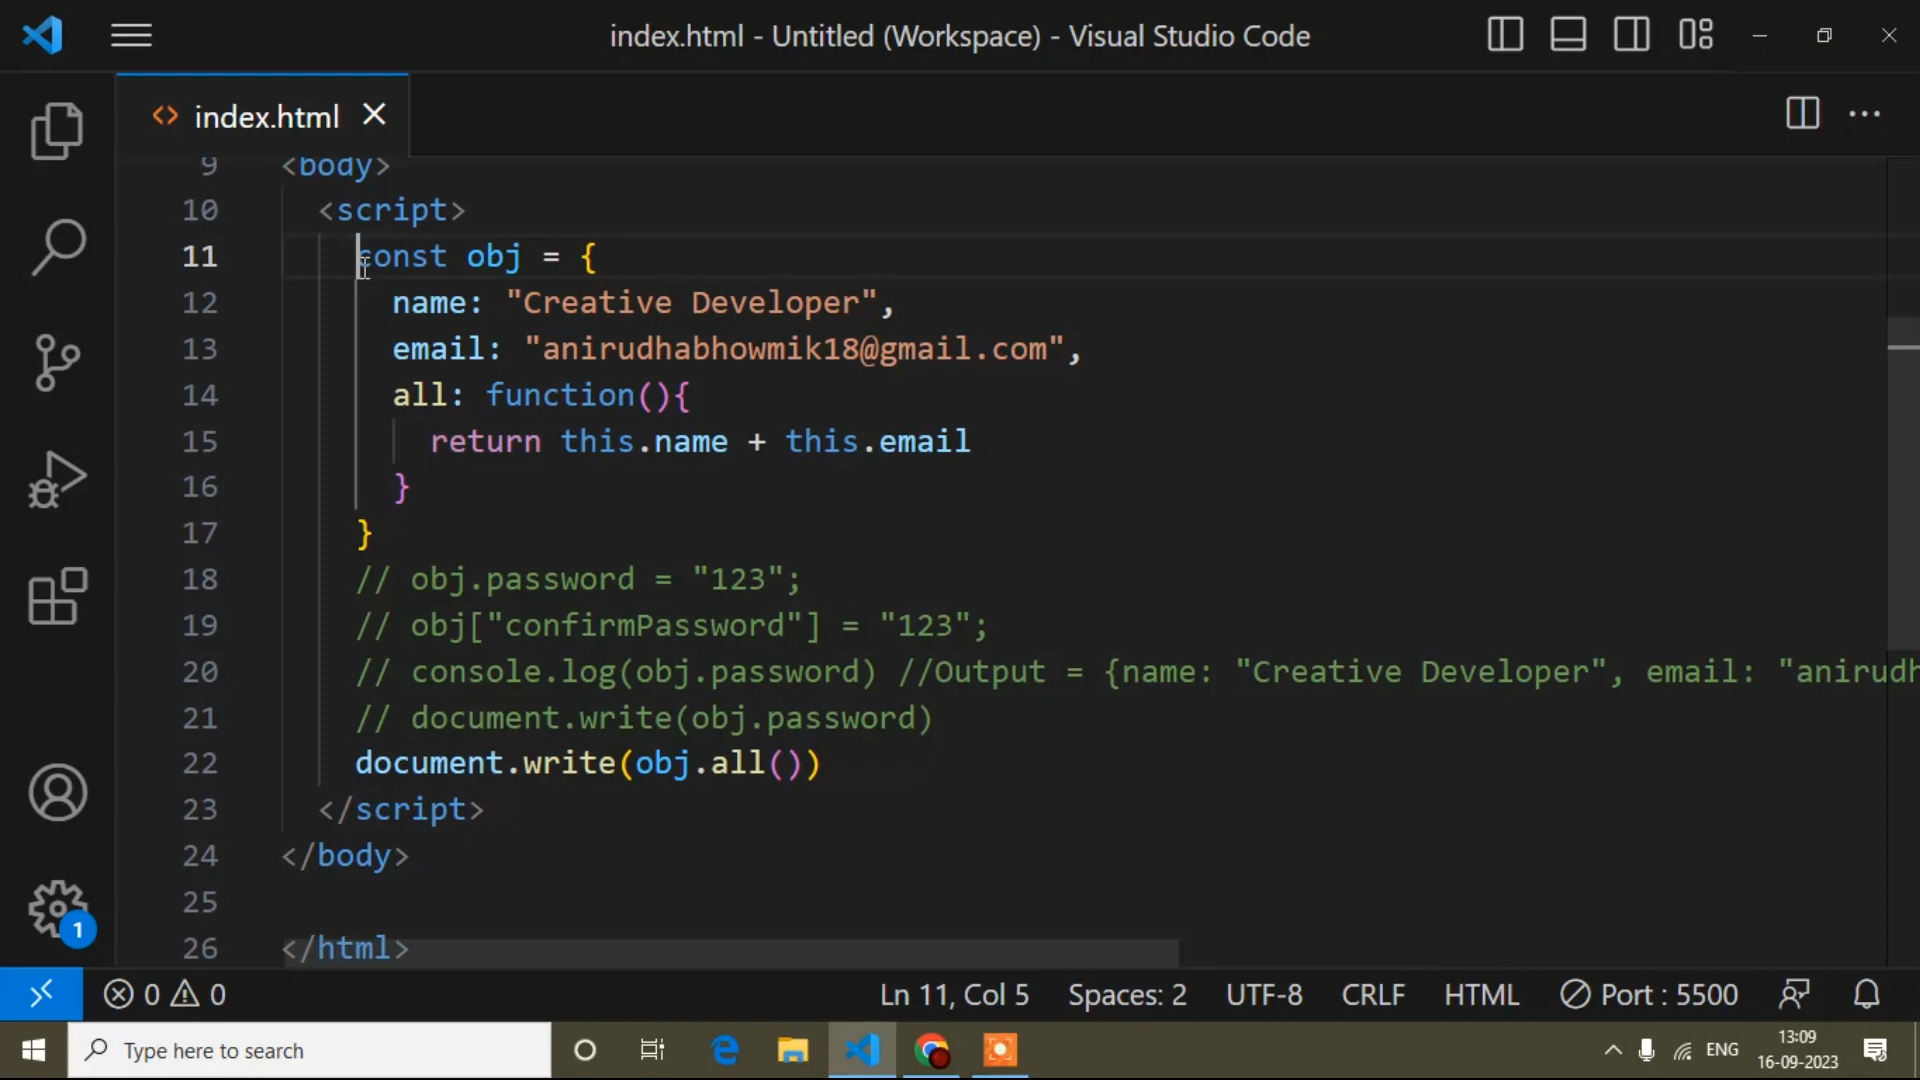 index.html - Untitled (Workspace) - Visual Studio Code
index.html
9 <body>
10 <script>
11 const obj = {
12 name: "Creative Developer",
13 email: "anirudhabhowmik18@gmail.com",
14 all: function(){
15 return this.name + this.email
16 }
17 }
18 // obj.password = "123";
19 // obj["confirmPassword"] = "123";
20 // console.log(obj.password) //Output = {name: "Creative Developer", email: "anirudh
21 // document.write(obj.password)
22 document.write(obj.all())
23 </script>
24 </body>
25
26 </html>
1
0 0 Ln 11, Col 5 Spaces: 2 UTF-8 CRLF HTML Port : 5500
Type here to search
ENG
13:09
16-09-2023